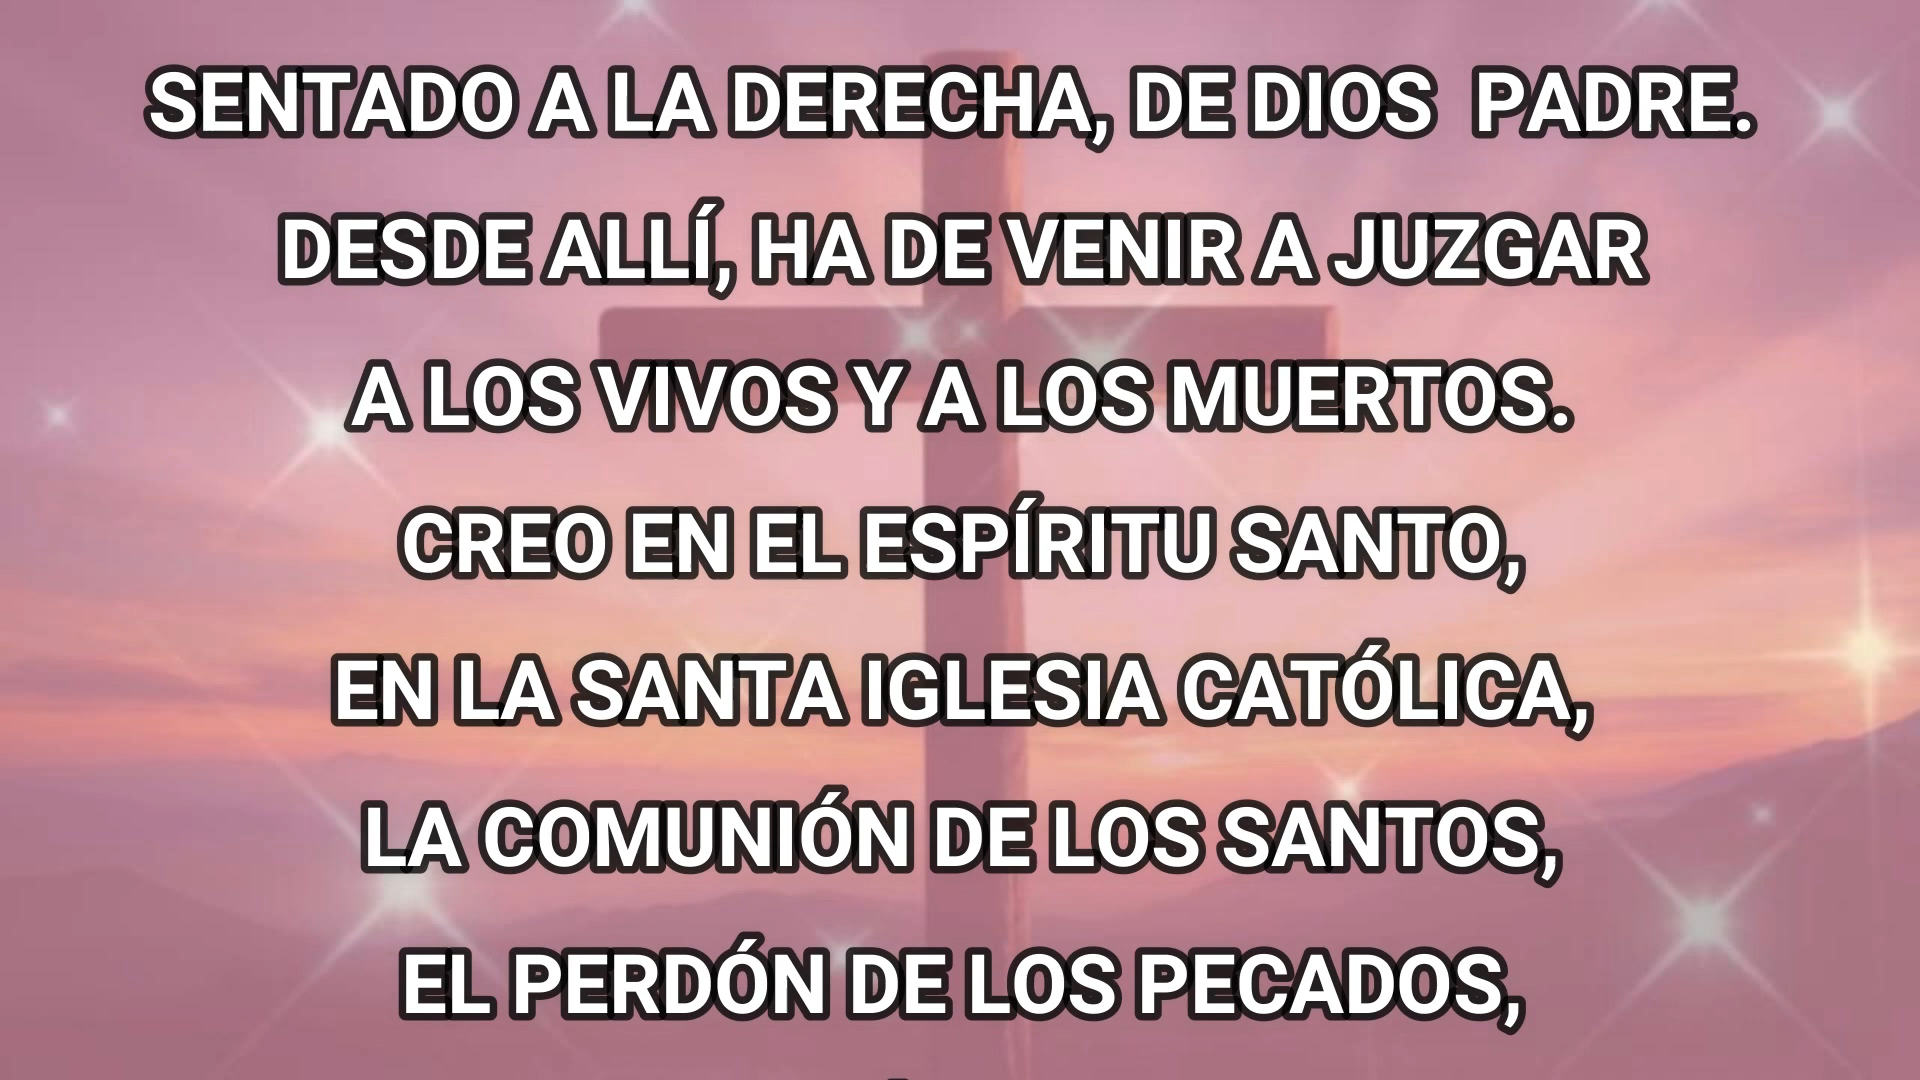 SENTADO A LA DERECHA, DE DIOS  PADRE.
DESDE ALLÍ, HA DE VENIR A JUZGAR
A LOS VIVOS Y A LOS MUERTOS.
CREO EN EL ESPÍRITU SANTO,
EN LA SANTA IGLESIA CATÓLICA,
LA COMUNIÓN DE LOS SANTOS,
EL PERDÓN DE LOS PECADOS,